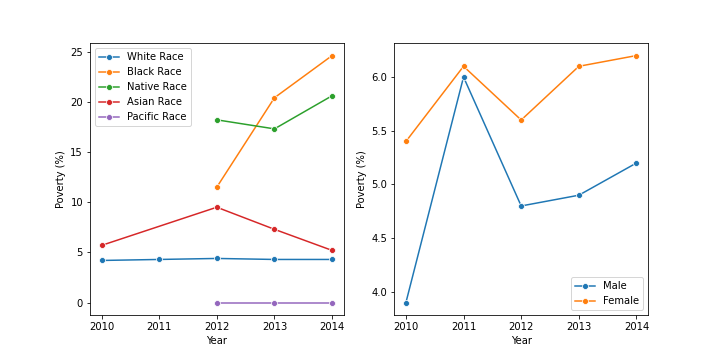 White Race
Black Race
Native Race
Asian Race
Pacific Race
25
20
15
10
5
0
Poverty (%)
2010 2011 2012 2013 2014
Year
6.0
5.5
5.0
4.5
4.0
Poverty (%)
Male
Female
2010 2011 2012 2013 2014
Year